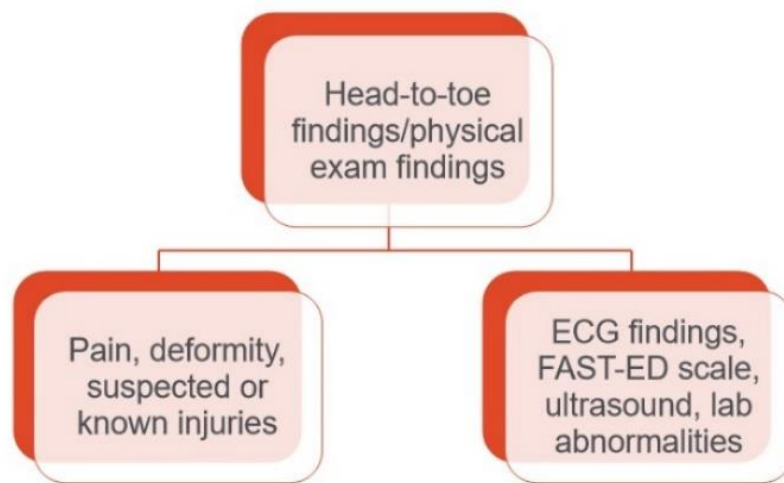 Head-to-toe
findings/physical
exam findings
Pain, deformity,
suspected or
known injuries
ECG findings,
FAST-ED scale,
ultrasound, lab
abnormalities